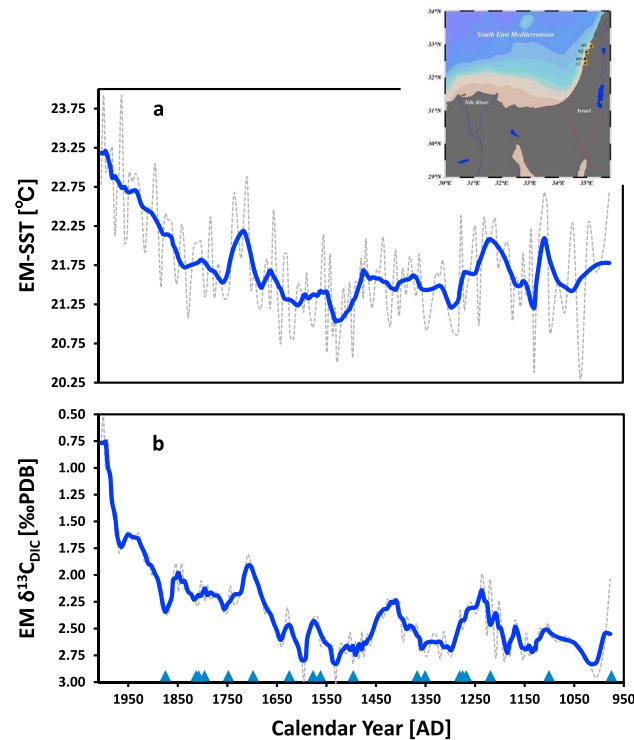 34°N
33°N
32°N
31°N
30°N
29°N
South East Mediterranean
Nile River
Israel
30°E 31°E 32°E 33°E 34°E 35°E
a
EM-SST [℃]
23.75
23.25
22.75
22.25
21.75
21.25
20.75
20.25
b
EM δ¹³C_DIC [‰PDB]
0.50
0.75
1.00
1.25
1.50
1.75
2.00
2.25
2.50
2.75
3.00
1950 1850 1750 1650 1550 1450 1350 1250 1150 1050 950
Calendar Year [AD]